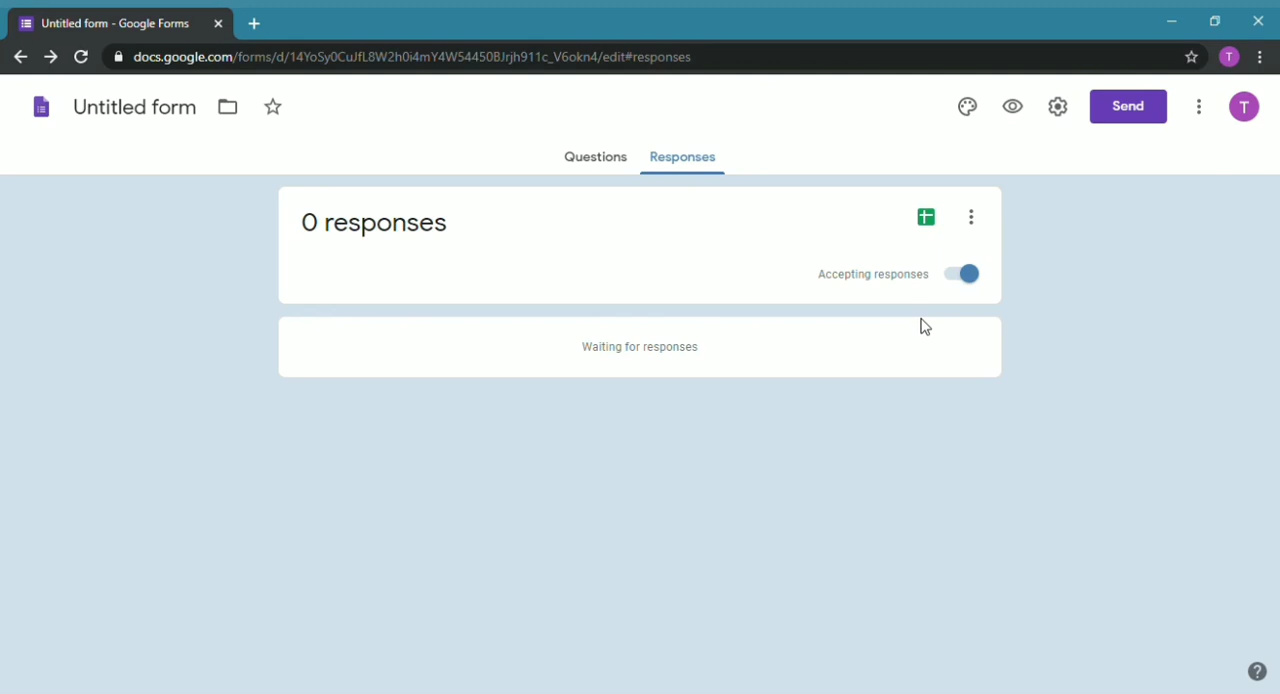 Untitled form - Google Forms
docs.google.com/forms/d/14YoSy0CuJfL8W2h0i4mY4W54450BJrjh911c_V6okn4/edit#responses
T
Untitled form
Send
T
Questions
Responses
0 responses
Accepting responses
Waiting for responses